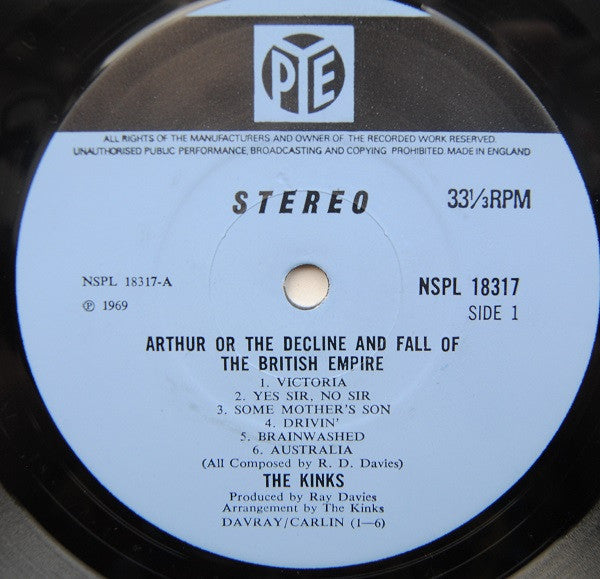 PYE
ALL RIGHTS OF THE MANUFACTURERS AND OWNER OF THE RECORDED WORK RESERVED.
UNAUTHORISED PUBLIC PERFORMANCE, BROADCASTING AND COPYING PROHIBITED. MADE IN ENGLAND
STEREO
33⅓RPM
NSPL 18317-A
℗ 1969
NSPL 18317
SIDE 1
ARTHUR OR THE DECLINE AND FALL OF
THE BRITISH EMPIRE
1. VICTORIA
2. YES SIR, NO SIR
3. SOME MOTHER'S SON
4. DRIVIN'
5. BRAINWASHED
6. AUSTRALIA
(All Composed by R. D. Davies)
THE KINKS
Produced by Ray Davies
Arrangement by The Kinks
DAVRAY/CARLIN (1—6)